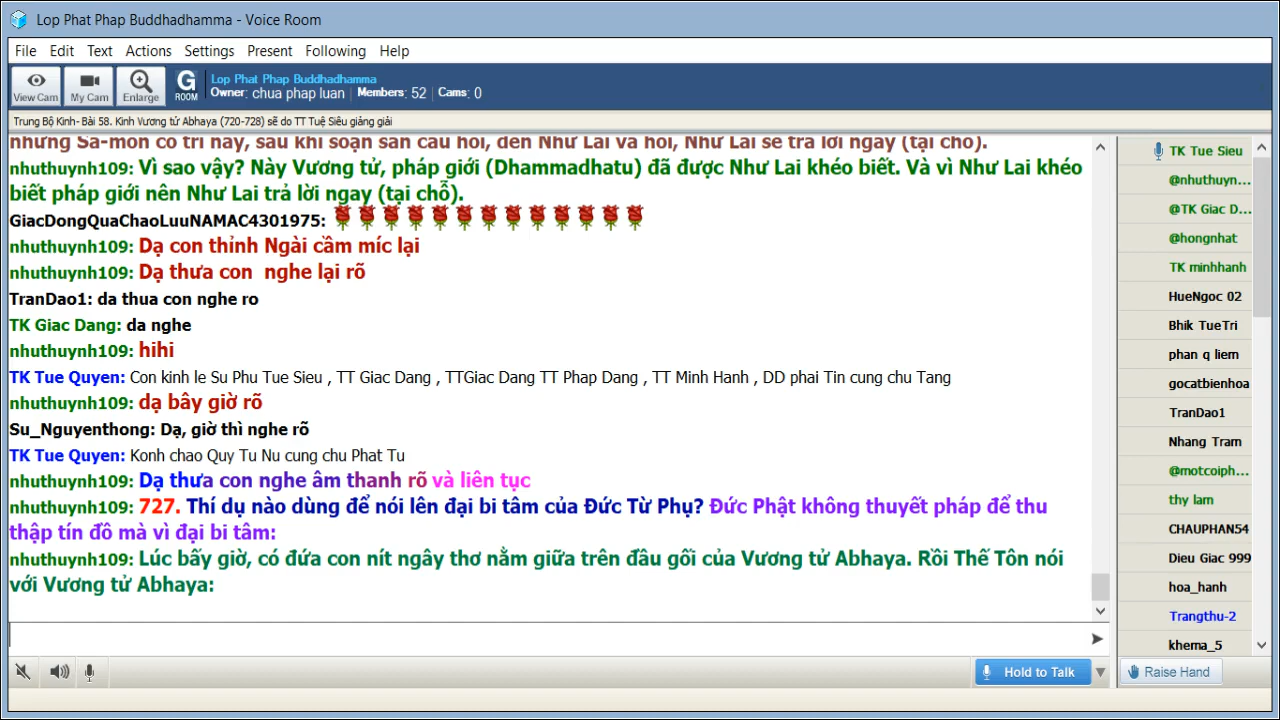 Lop Phat Phap Buddhadhamma - Voice Room
File Edit Text Actions Settings Present Following Help
View Cam My Cam Enlarge G ROOM
Lop Phat Phap Buddhadhamma
Owner: chua phap luan Members: 52 Cams: 0
Trung Bộ Kinh- Bài 58. Kinh Vương tử Abhaya (720-728) sẽ do TT Tuệ Siêu giảng giải
những Sa-môn có trí này, sau khi soạn sẵn câu hỏi, đến Như Lai và hỏi, Như Lai sẽ trả lời ngay (tại chỗ).
nhuthuynh109: Vì sao vậy? Này Vương tử, pháp giới (Dhammadhatu) đã được Như Lai khéo biết. Và vì Như Lai khéo
biết pháp giới nên Như Lai trả lời ngay (tại chỗ).
GiacDongQuaChaoLuuNAMAC4301975:
nhuthuynh109: Dạ con thỉnh Ngài cầm míc lại
nhuthuynh109: Dạ thưa con nghe lại rõ
TranDao1: da thua con nghe ro
TK Giac Dang: da nghe
nhuthuynh109: hihi
TK Tue Quyen: Con kinh le Su Phu Tue Sieu , TT Giac Dang , TTGiac Dang TT Phap Dang , TT Minh Hanh , DD phai Tin cung chu Tang
nhuthuynh109: dạ bây giờ rõ
Su_Nguyenthong: Dạ, giờ thì nghe rõ
TK Tue Quyen: Konh chao Quy Tu Nu cung chu Phat Tu
nhuthuynh109: Dạ thưa con nghe âm thanh rõ và liên tục
nhuthuynh109: 727. Thí dụ nào dùng để nói lên đại bi tâm của Đức Từ Phụ? Đức Phật không thuyết pháp để thu
thập tín đồ mà vì đại bi tâm:
nhuthuynh109: Lúc bấy giờ, có đứa con nít ngây thơ nằm giữa trên đầu gối của Vương tử Abhaya. Rồi Thế Tôn nói
với Vương tử Abhaya:
TK Tue Sieu
@nhuthuyn...
@TK Giac D...
@hongnhat
TK minhhanh
HueNgoc 02
Bhik TueTri
phan q liem
gocatbienhoa
TranDao1
Nhang Tram
@motcoiph...
thy lam
CHAUPHAN54
Dieu Giac 999
hoa_hanh
Trangthu-2
khema_5
Hold to Talk
Raise Hand